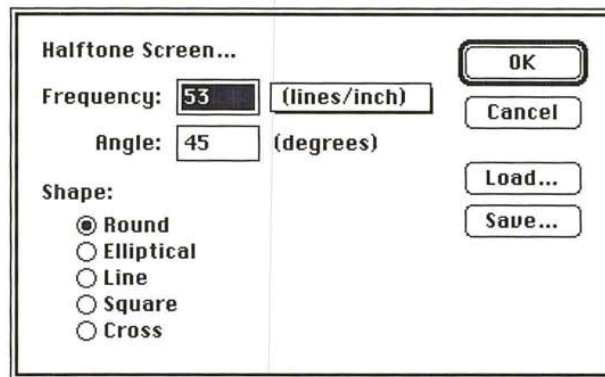 Halftone Screen...
Frequency: 53 (lines/inch)
Angle: 45 (degrees)
Shape:
Round
Elliptical
Line
Square
Cross
OK
Cancel
Load...
Save...